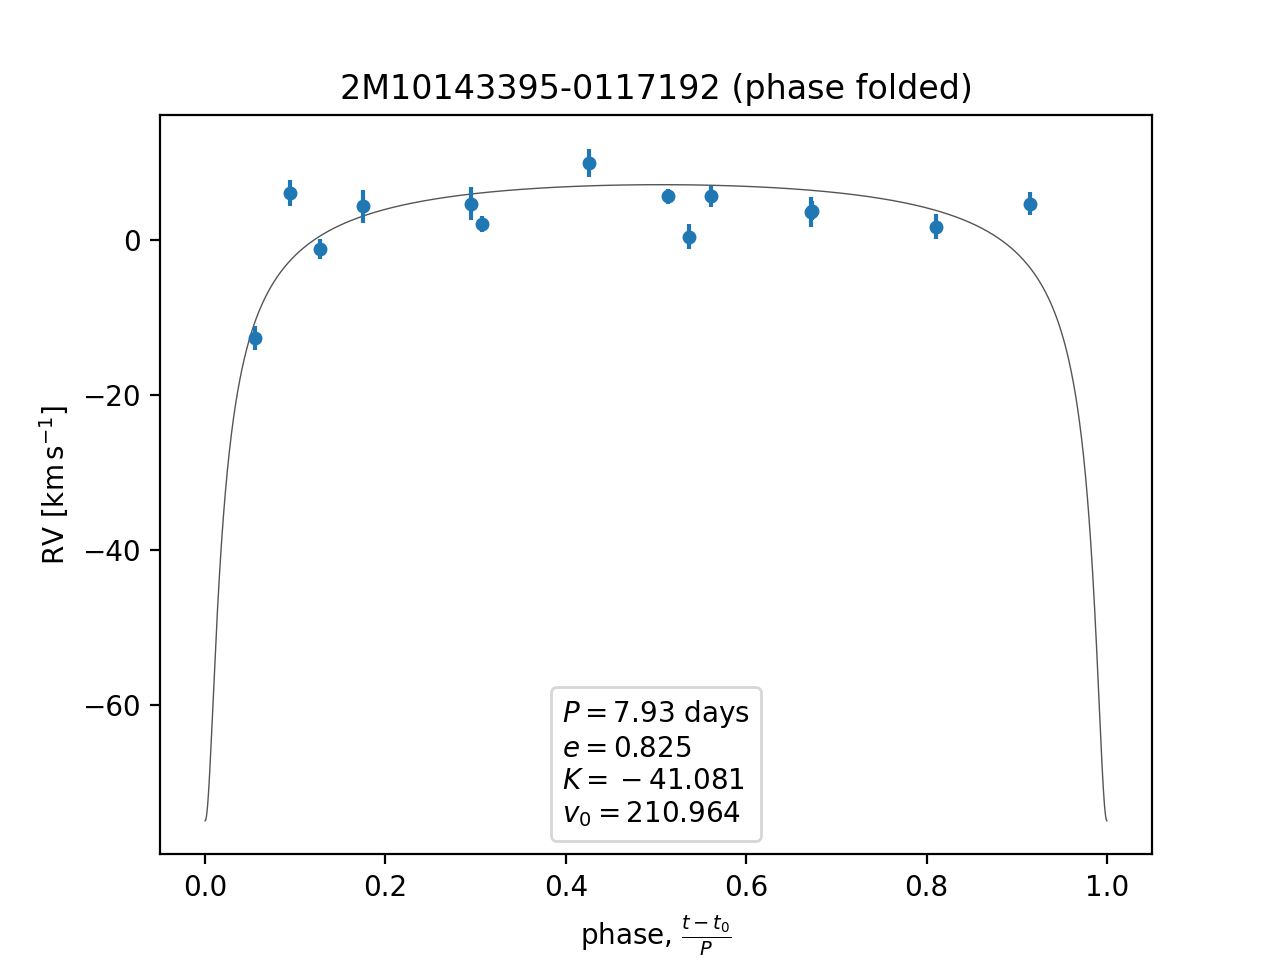 2M10143395-0117192 (phase folded)
RV [km s⁻¹]
0
−20
−40
−60
P = 7.93 days
e = 0.825
K = − 41.081
v₀ = 210.964
0.0 0.2 0.4 0.6 0.8 1.0
phase, (t − t₀)/P